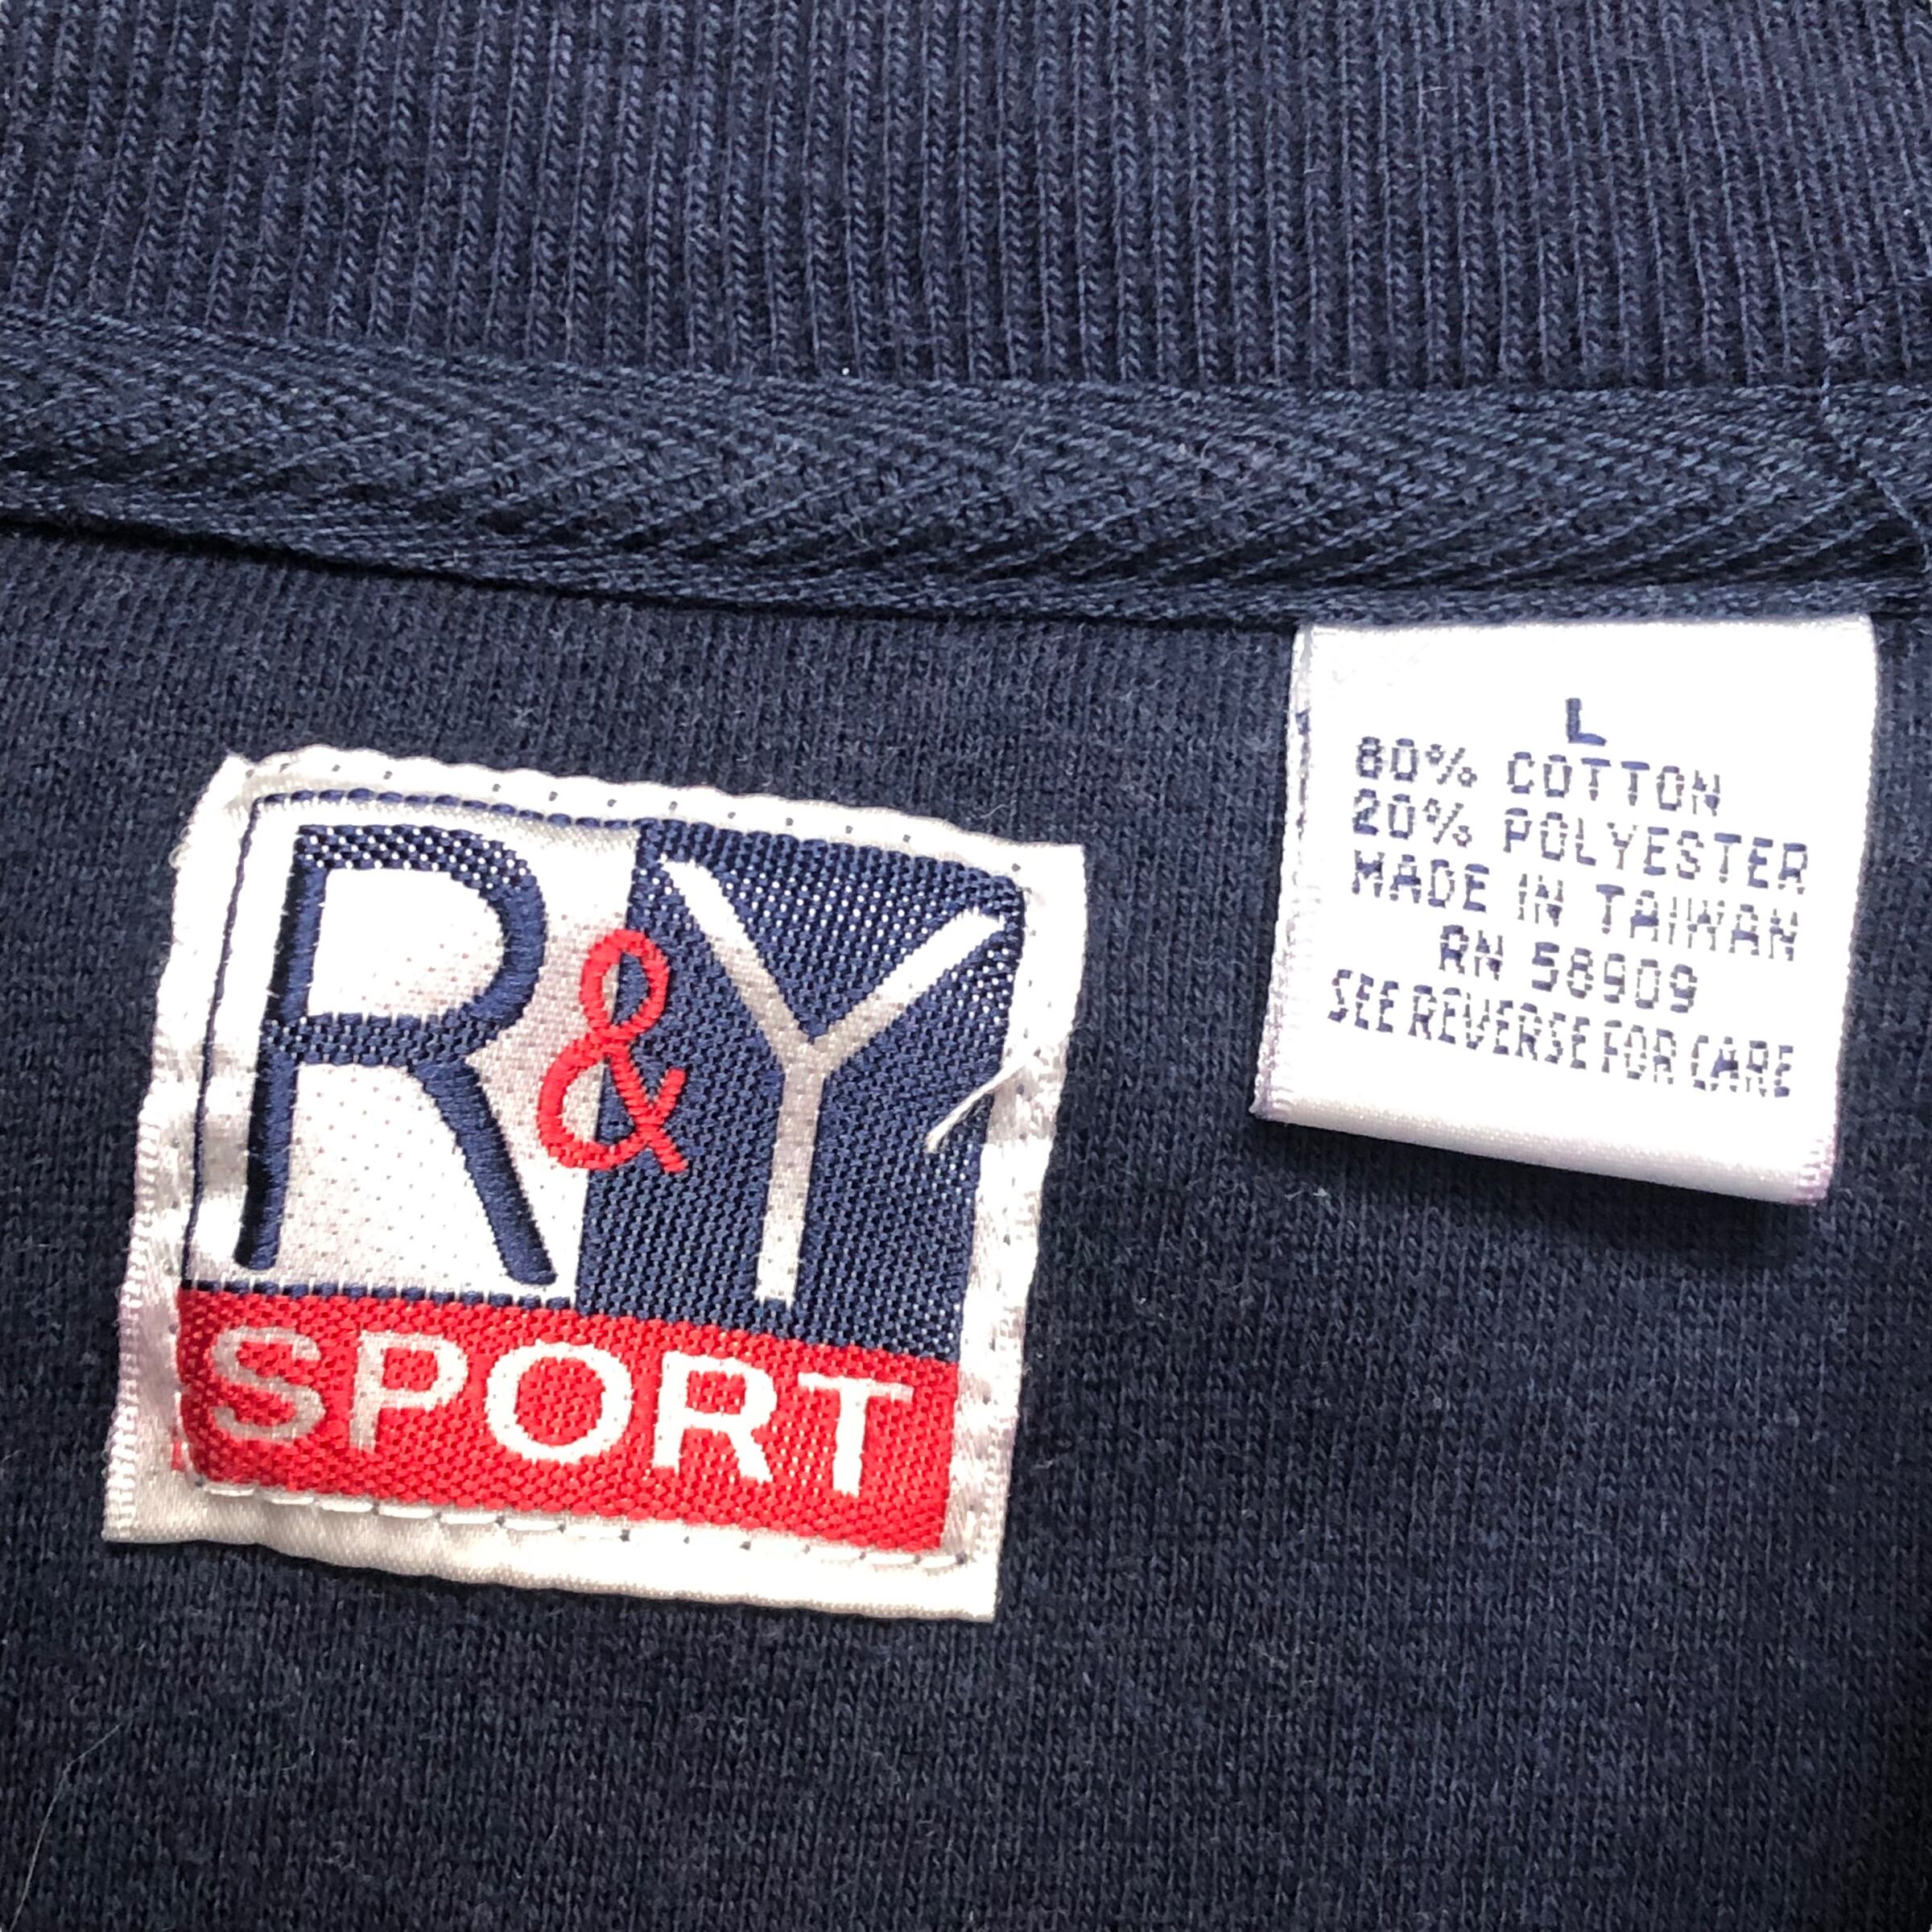 R&Y
SPORT
L
80% COTTON
20% POLYESTER
MADE IN TAIWAN
RN 58909
SEE REVERSE FOR CARE